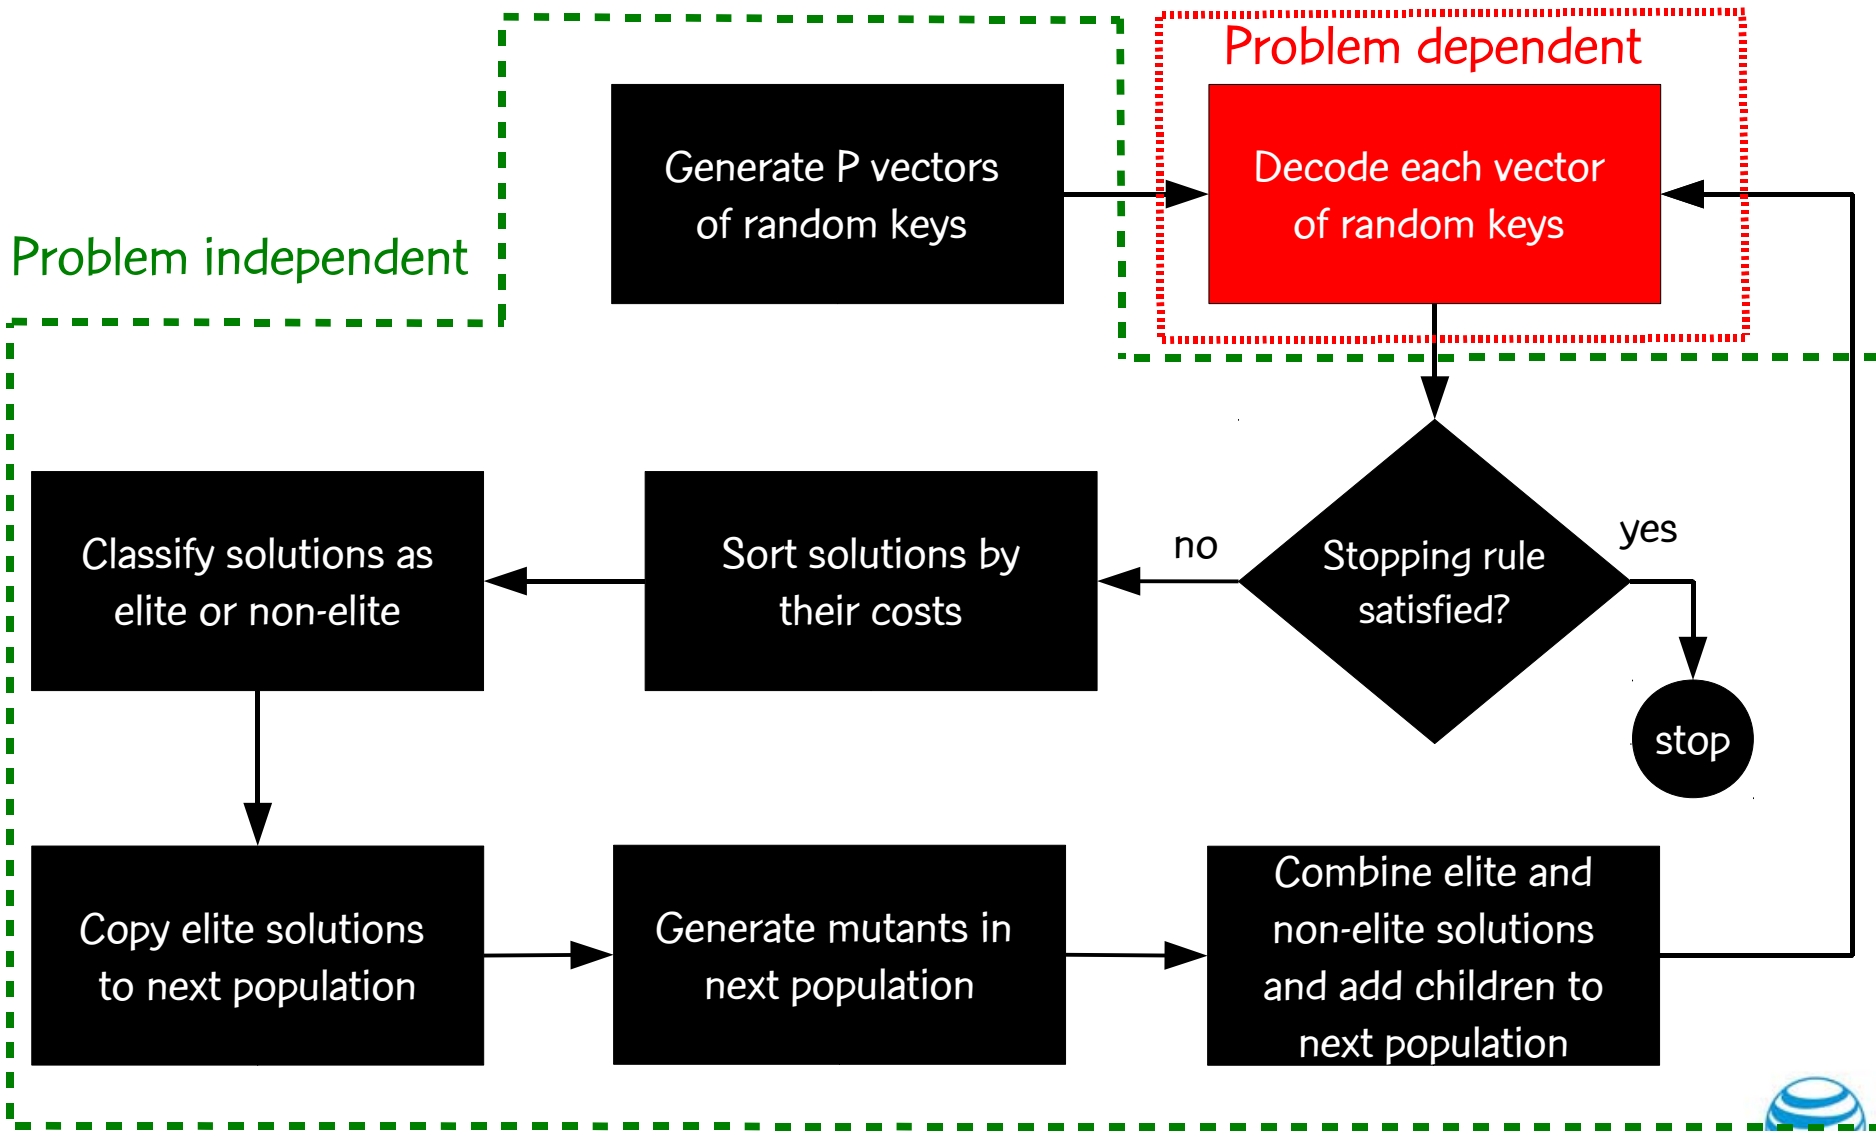 Problem dependent
Generate P vectors
of random keys
Decode each vector
of random keys
Problem independent
Classify solutions as
elite or non-elite
Sort solutions by
their costs
no
Stopping rule
satisfied?
yes
stop
Copy elite solutions
to next population
Generate mutants in
next population
Combine elite and
non-elite solutions
and add children to
next population